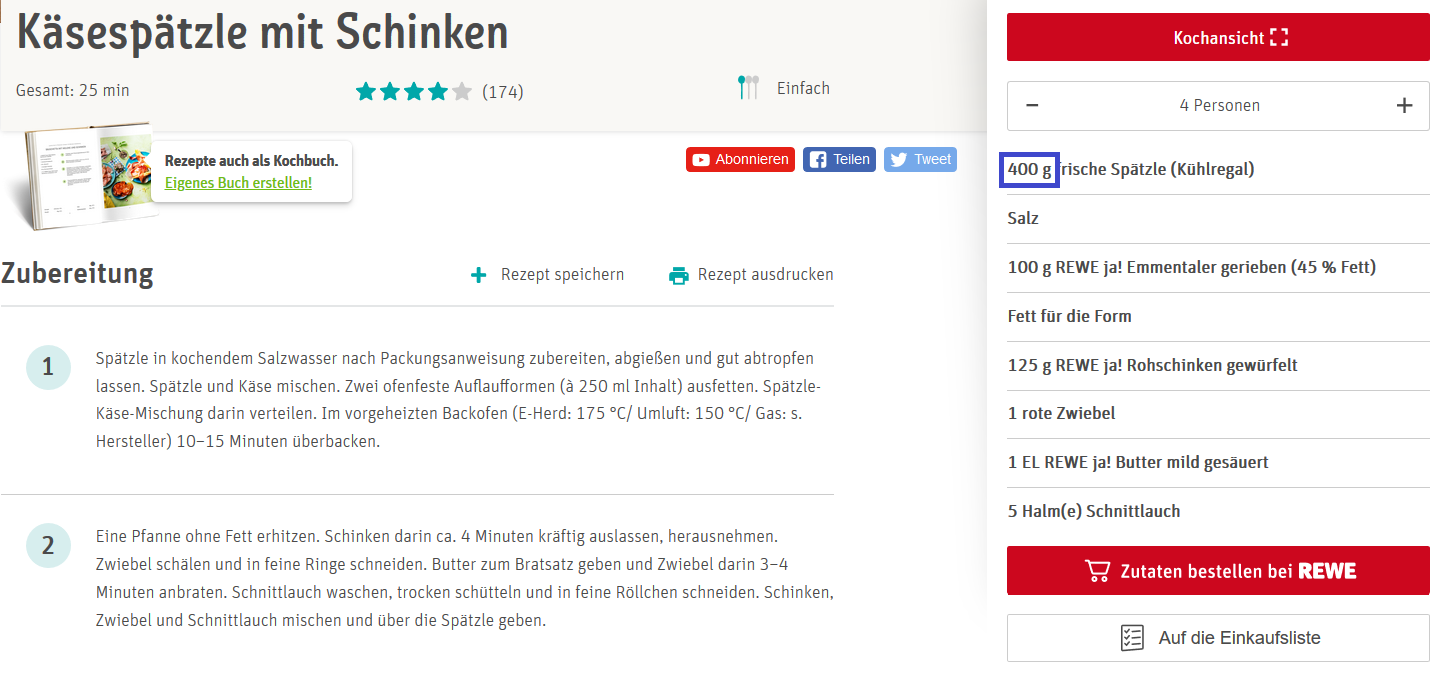 Käsespätzle mit Schinken
Gesamt: 25 min
(174)
Einfach
Rezepte auch als Kochbuch.
Eigenes Buch erstellen!
Abonnieren
Teilen
Tweet
Zubereitung
Rezept speichern
Rezept ausdrucken
1
Spätzle in kochendem Salzwasser nach Packungsanweisung zubereiten, abgießen und gut abtropfen
lassen. Spätzle und Käse mischen. Zwei ofenfeste Auflaufformen (à 250 ml Inhalt) ausfetten. Spätzle-
Käse-Mischung darin verteilen. Im vorgeheizten Backofen (E-Herd: 175 °C/ Umluft: 150 °C/ Gas: s.
Hersteller) 10–15 Minuten überbacken.
2
Eine Pfanne ohne Fett erhitzen. Schinken darin ca. 4 Minuten kräftig auslassen, herausnehmen.
Zwiebel schälen und in feine Ringe schneiden. Butter zum Bratsatz geben und Zwiebel darin 3–4
Minuten anbraten. Schnittlauch waschen, trocken schütteln und in feine Röllchen schneiden. Schinken,
Zwiebel und Schnittlauch mischen und über die Spätzle geben.
Kochansicht
− 4 Personen +
400 g frische Spätzle (Kühlregal)
Salz
100 g REWE ja! Emmentaler gerieben (45 % Fett)
Fett für die Form
125 g REWE ja! Rohschinken gewürfelt
1 rote Zwiebel
1 EL REWE ja! Butter mild gesäuert
5 Halm(e) Schnittlauch
Zutaten bestellen bei REWE
Auf die Einkaufsliste